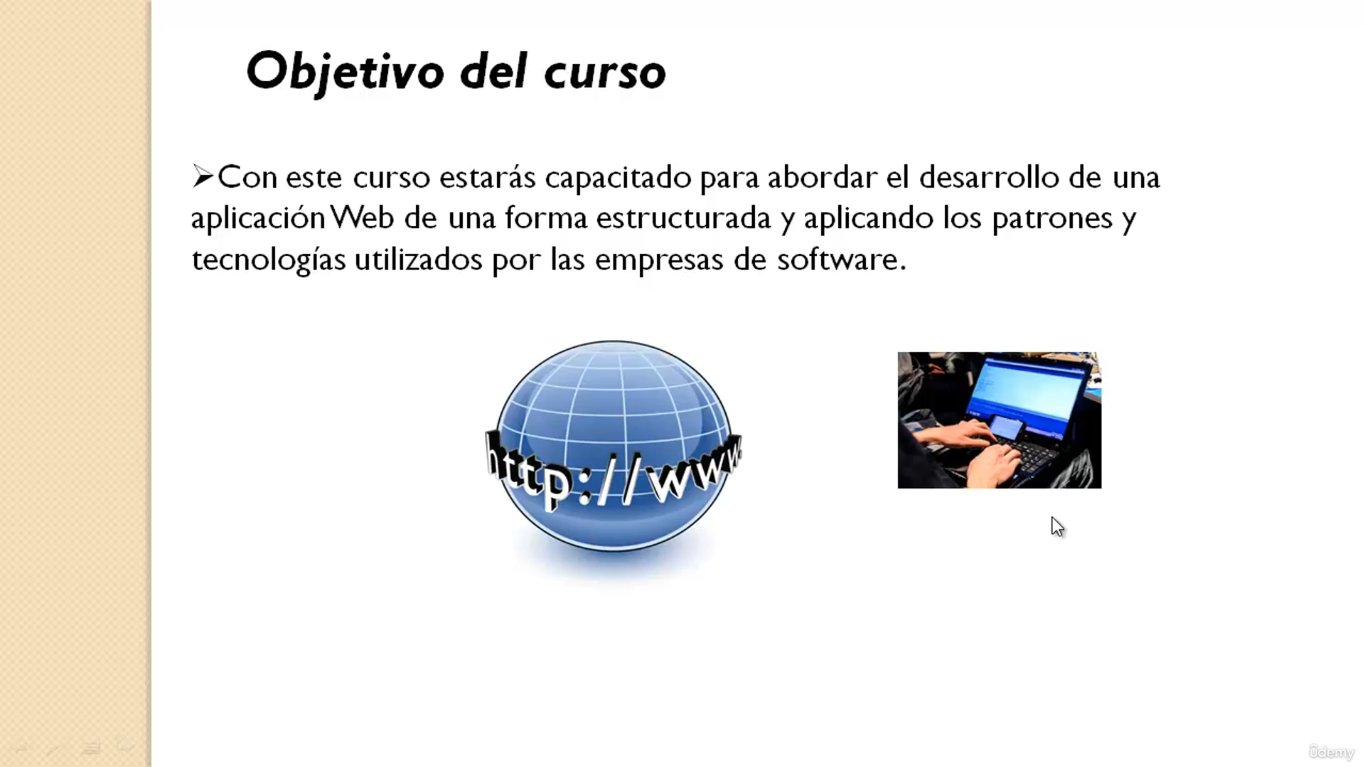 Objetivo del curso
➢Con este curso estarás capacitado para abordar el desarrollo de una
aplicación Web de una forma estructurada y aplicando los patrones y
tecnologías utilizados por las empresas de software.
http://www.
ûdemy